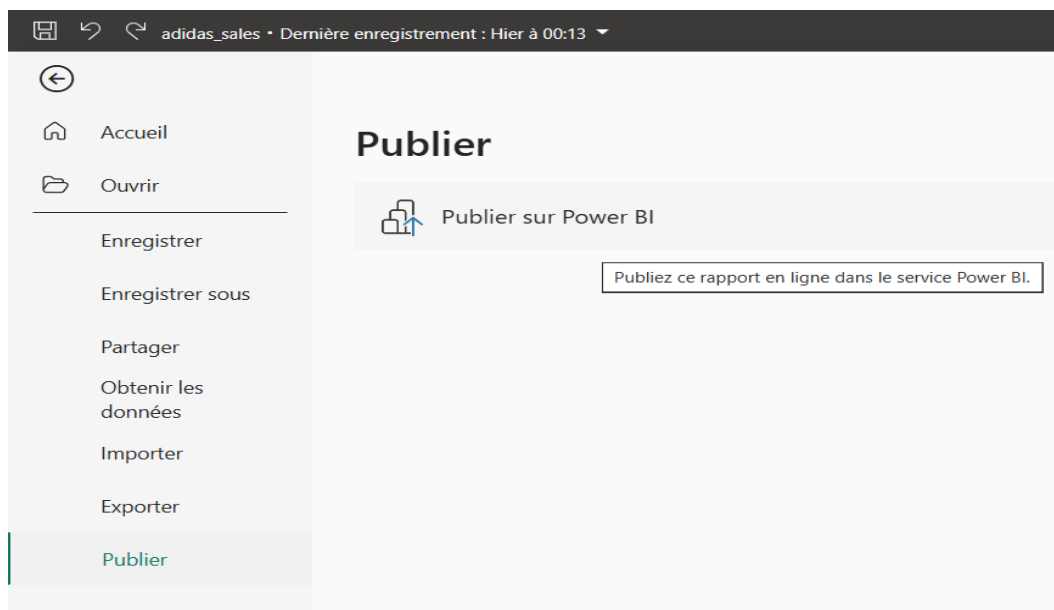 adidas_sales • Dernière enregistrement : Hier à 00:13
Accueil
Ouvrir
Enregistrer
Enregistrer sous
Partager
Obtenir les
données
Importer
Exporter
Publier
Publier
Publier sur Power BI
Publiez ce rapport en ligne dans le service Power BI.